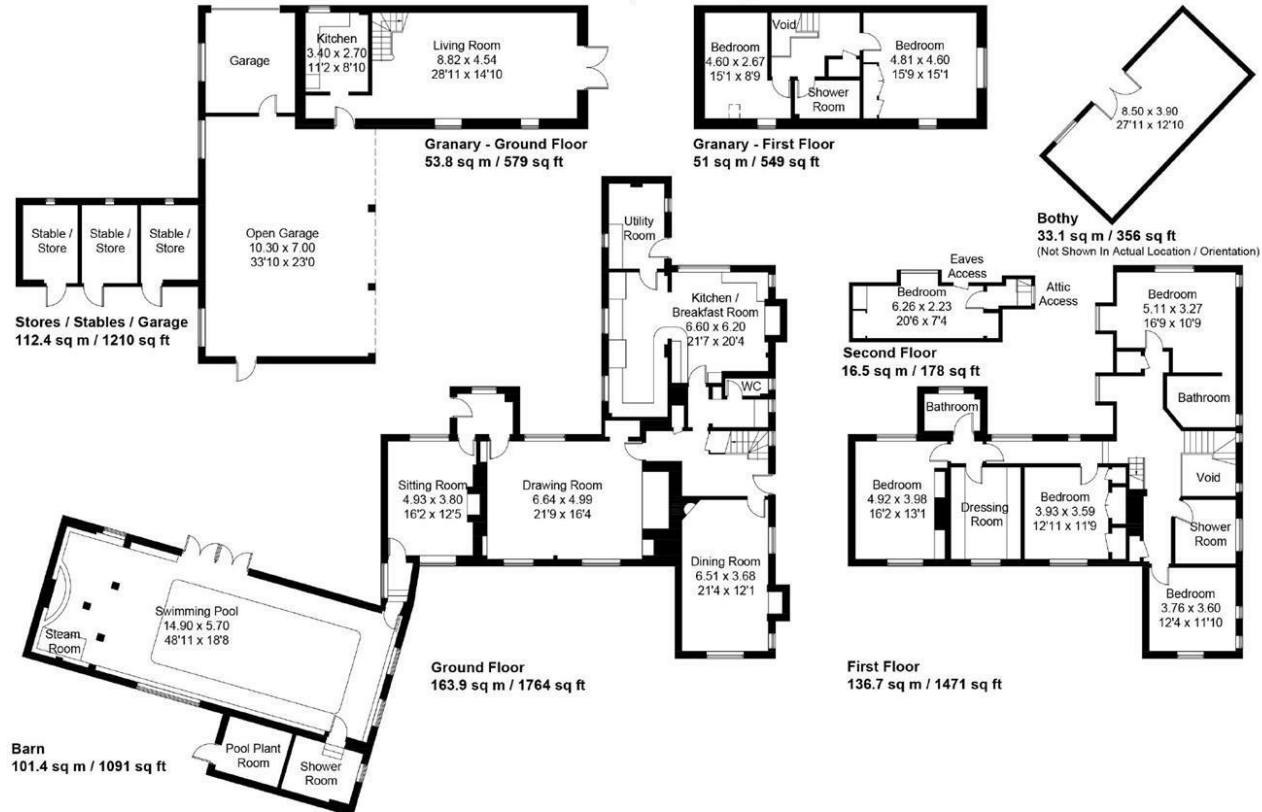 Garage
Kitchen
3.40 x 2.70
11'2 x 8'10
Living Room
8.82 x 4.54
28'11 x 14'10
Granary - Ground Floor
53.8 sq m / 579 sq ft
Bedroom
4.60 x 2.67
15'1 x 8'9
Void
Shower
Room
Bedroom
4.81 x 4.60
15'9 x 15'1
Granary - First Floor
51 sq m / 549 sq ft
8.50 x 3.90
27'11 x 12'10
Bothy
33.1 sq m / 356 sq ft
(Not Shown In Actual Location / Orientation)
Stable /
Store
Stable /
Store
Stable /
Store
Open Garage
10.30 x 7.00
33'10 x 23'0
Stores / Stables / Garage
112.4 sq m / 1210 sq ft
Utility
Room
Kitchen /
Breakfast Room
6.60 x 6.20
21'7 x 20'4
WC
Sitting Room
4.93 x 3.80
16'2 x 12'5
Drawing Room
6.64 x 4.99
21'9 x 16'4
Dining Room
6.51 x 3.68
21'4 x 12'1
Ground Floor
163.9 sq m / 1764 sq ft
Eaves
Access
Bedroom
6.26 x 2.23
20'6 x 7'4
Attic
Access
Second Floor
16.5 sq m / 178 sq ft
Bedroom
5.11 x 3.27
16'9 x 10'9
Bathroom
Bathroom
Void
Bedroom
4.92 x 3.98
16'2 x 13'1
Dressing
Room
Bedroom
3.93 x 3.59
12'11 x 11'9
Shower
Room
Bedroom
3.76 x 3.60
12'4 x 11'10
First Floor
136.7 sq m / 1471 sq ft
Swimming Pool
14.90 x 5.70
48'11 x 18'8
Steam
Room
Pool Plant
Room
Shower
Room
Barn
101.4 sq m / 1091 sq ft